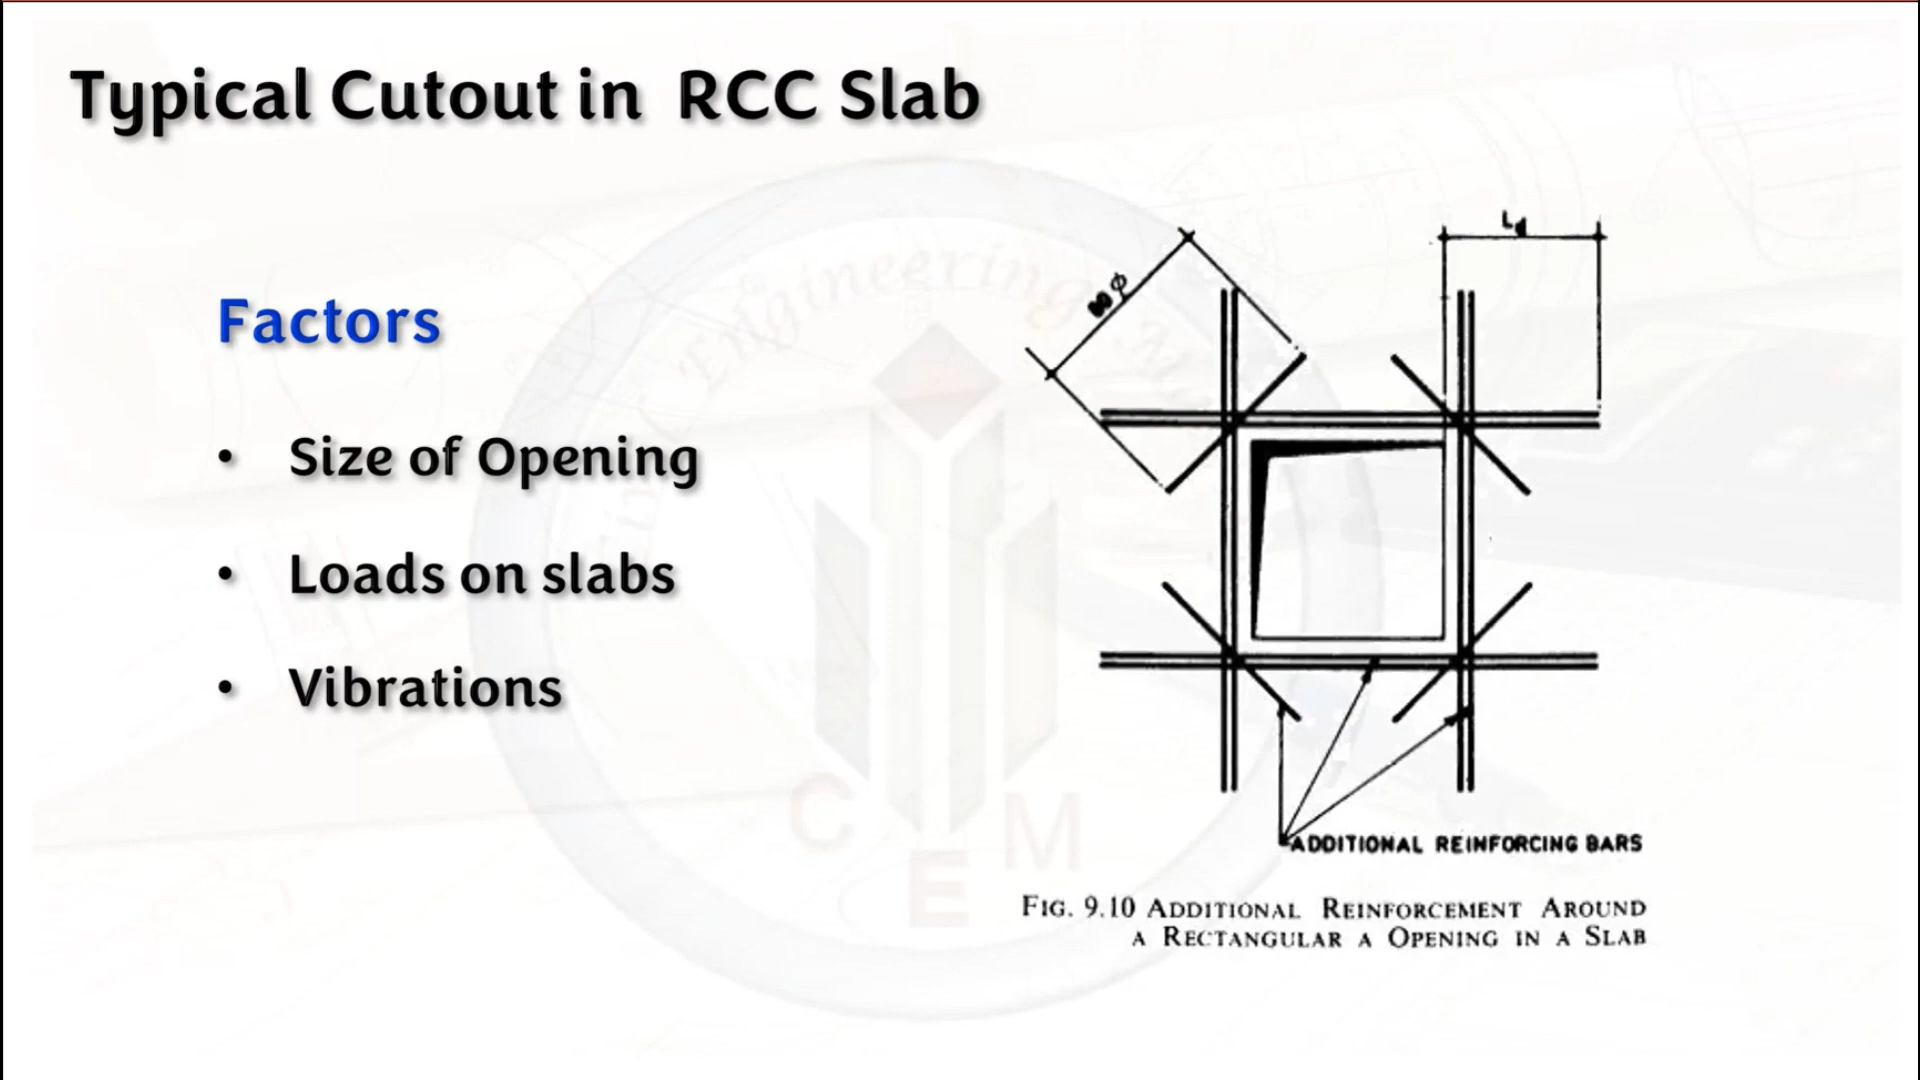 Typical Cutout in RCC Slab
Factors
• Size of Opening
• Loads on slabs
• Vibrations
Ld
ADDITIONAL REINFORCING BARS
FIG. 9.10 ADDITIONAL REINFORCEMENT AROUND
A RECTANGULAR A OPENING IN A SLAB
Engineering
C E M